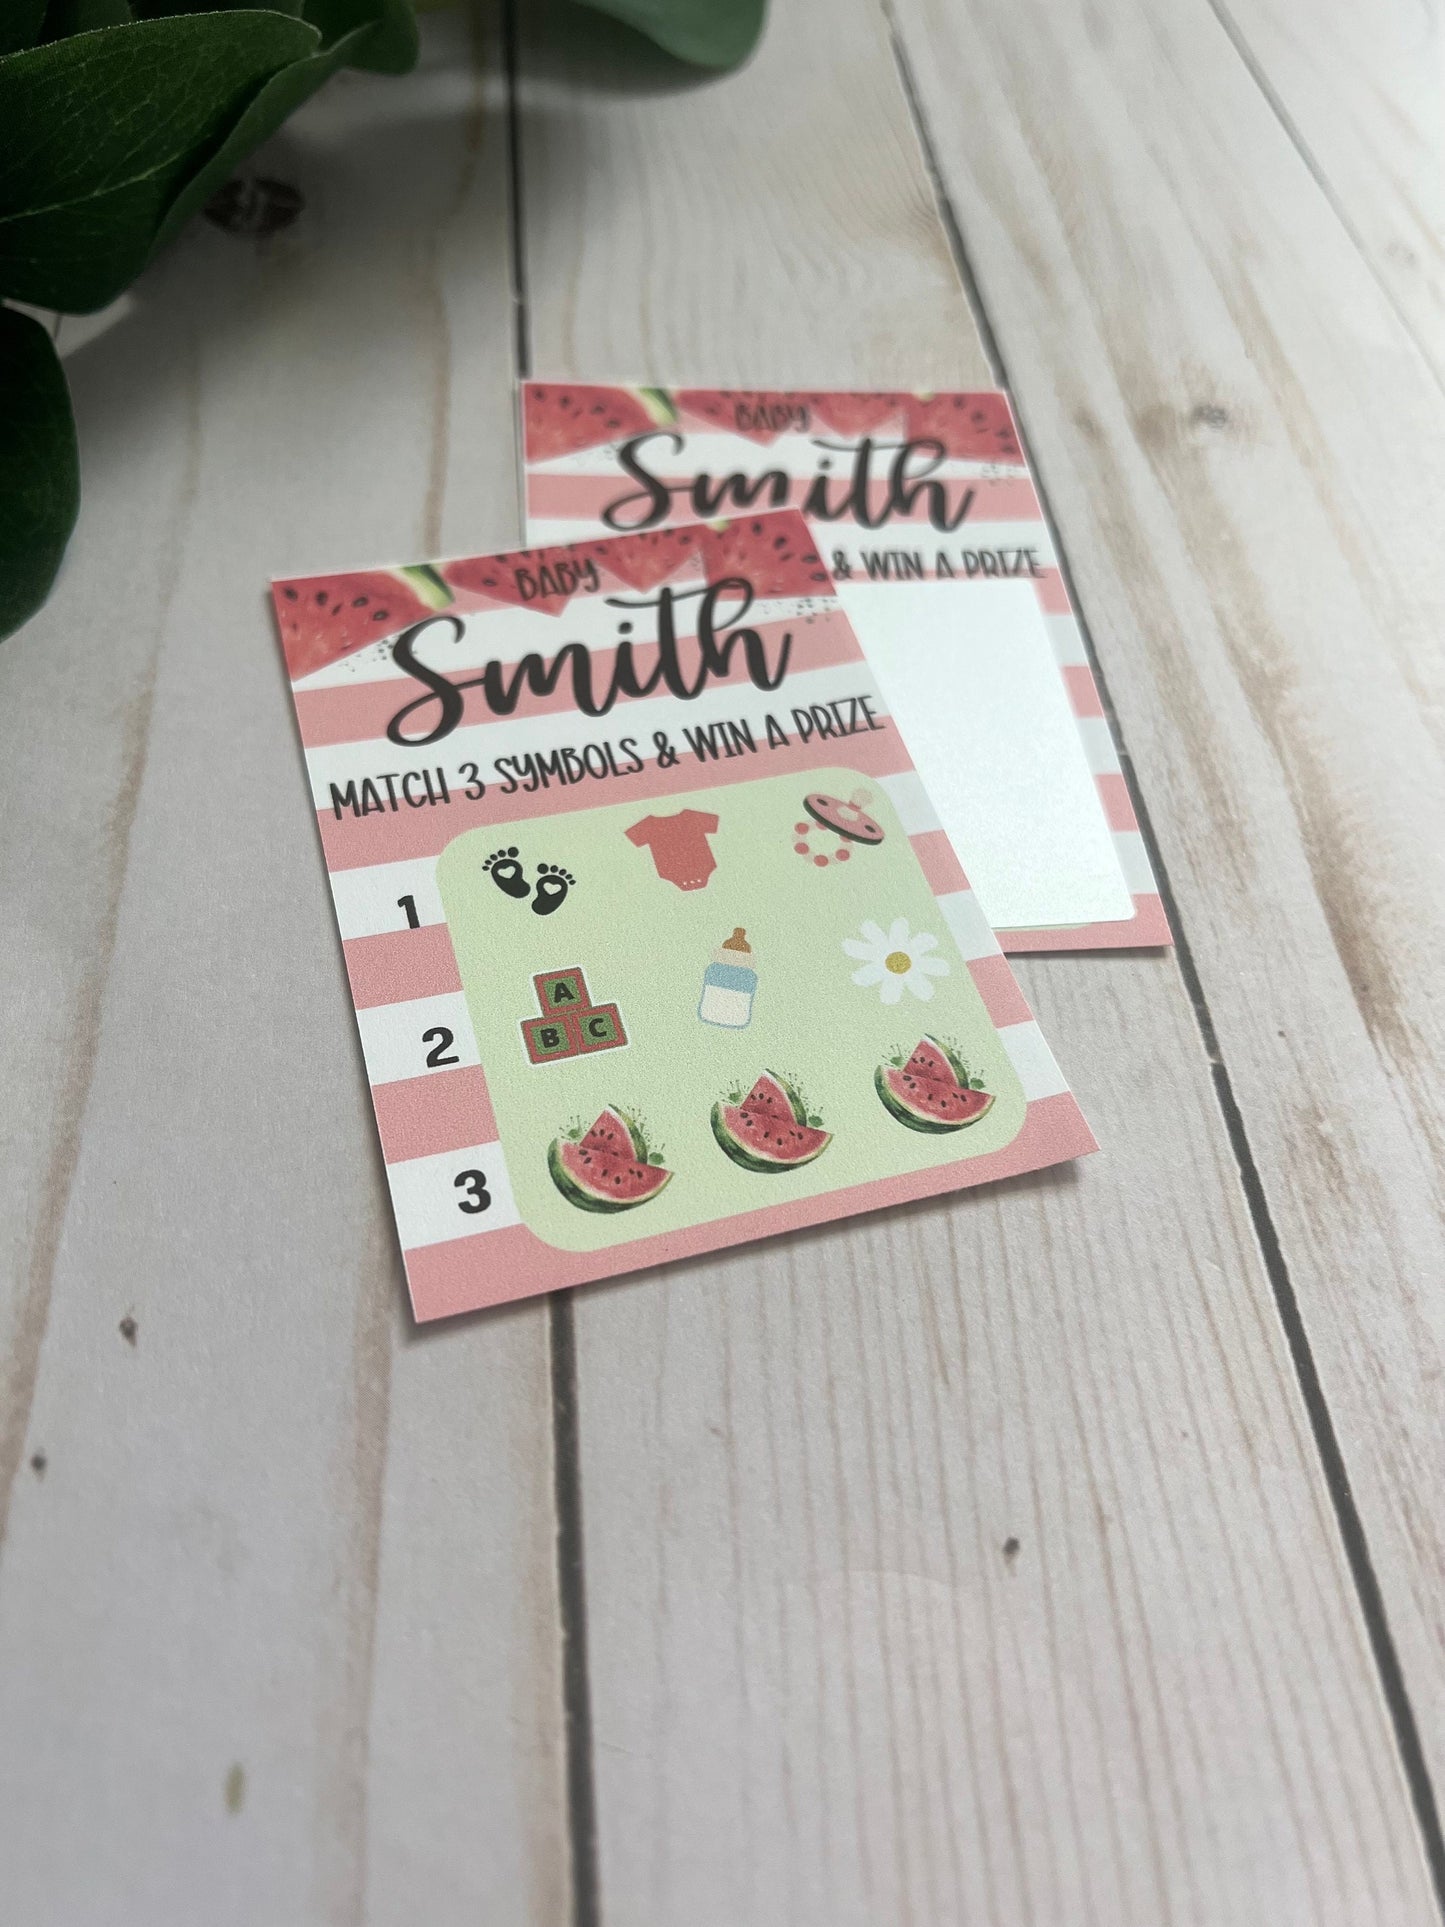 BABY
Smith
& WIN A PRIZE
BABY
Smith
MATCH 3 SYMBOLS & WIN A PRIZE
1
2
A
B C
3